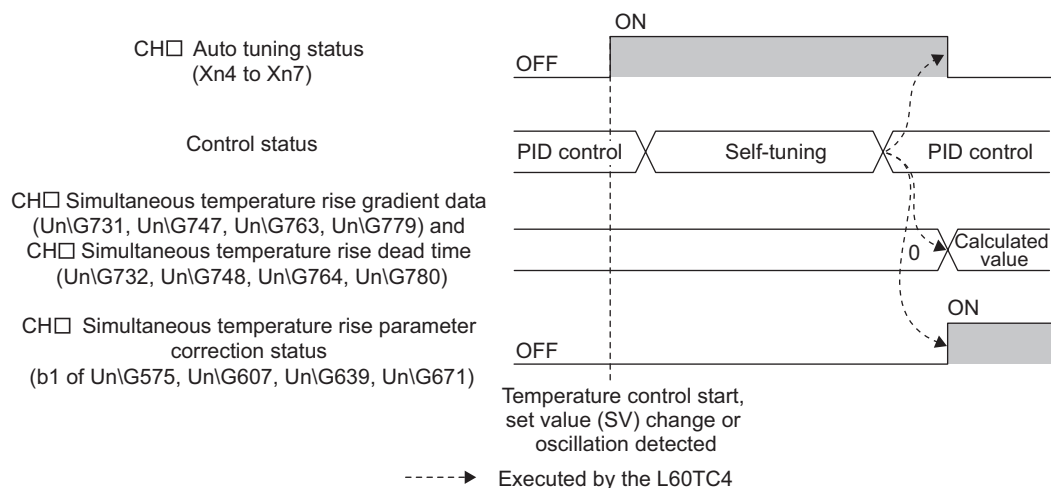 ON
CH□ Auto tuning status
(Xn4 to Xn7)
OFF
Control status
PID control
Self-tuning
PID control
CH□ Simultaneous temperature rise gradient data
(Un\G731, Un\G747, Un\G763, Un\G779) and
CH□ Simultaneous temperature rise dead time
(Un\G732, Un\G748, Un\G764, Un\G780)
0
Calculated
value
CH□ Simultaneous temperature rise parameter
correction status
(b1 of Un\G575, Un\G607, Un\G639, Un\G671)
ON
OFF
Temperature control start,
set value (SV) change or
oscillation detected
Executed by the L60TC4